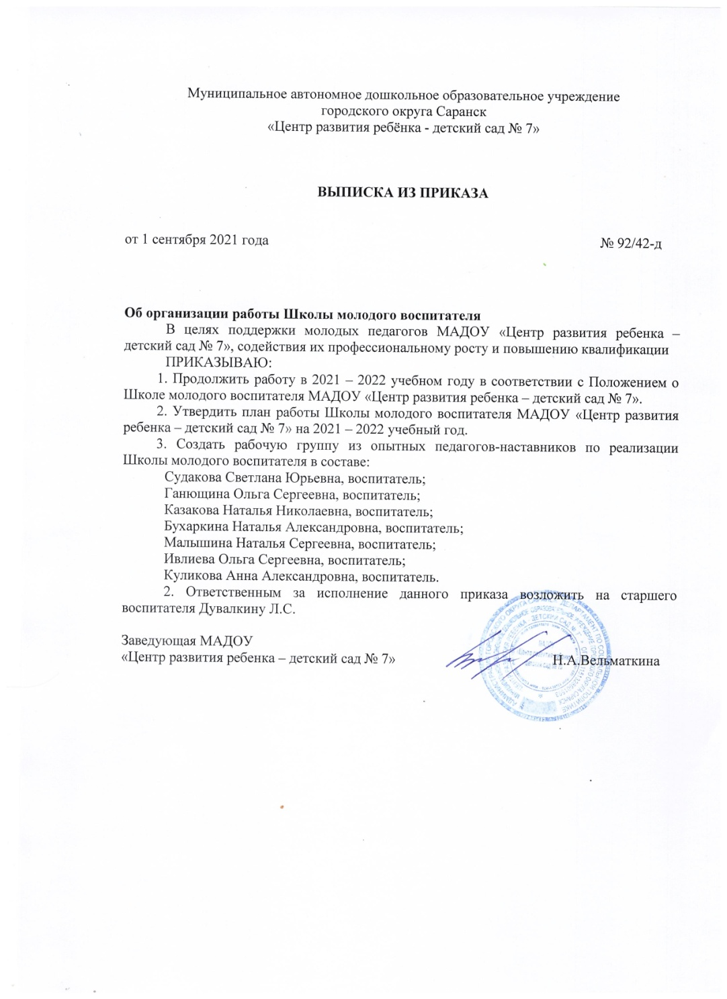 Муниципальное автономное дошкольное образовательное учреждение
городского округа Саранск
«Центр развития ребёнка - детский сад № 7»
ВЫПИСКА ИЗ ПРИКАЗА
от 1 сентября 2021 года
№ 92/42-д
Об организации работы Школы молодого воспитателя
В целях поддержки молодых педагогов МАДОУ «Центр развития ребенка –
детский сад № 7», содействия их профессиональному росту и повышению квалификации
ПРИКАЗЫВАЮ:
1. Продолжить работу в 2021 – 2022 учебном году в соответствии с Положением о
Школе молодого воспитателя МАДОУ «Центр развития ребенка – детский сад № 7».
2. Утвердить план работы Школы молодого воспитателя МАДОУ «Центр развития
ребенка – детский сад № 7» на 2021 – 2022 учебный год.
3. Создать рабочую группу из опытных педагогов-наставников по реализации
Школы молодого воспитателя в составе:
Судакова Светлана Юрьевна, воспитатель;
Ганющина Ольга Сергеевна, воспитатель;
Казакова Наталья Николаевна, воспитатель;
Бухаркина Наталья Александровна, воспитатель;
Малышина Наталья Сергеевна, воспитатель;
Ивлиева Ольга Сергеевна, воспитатель;
Куликова Анна Александровна, воспитатель.
2. Ответственным за исполнение данного приказа возложить на старшего
воспитателя Дувалкину Л.С.
Заведующая МАДОУ
«Центр развития ребенка – детский сад № 7»
Н.А.Вельматкина